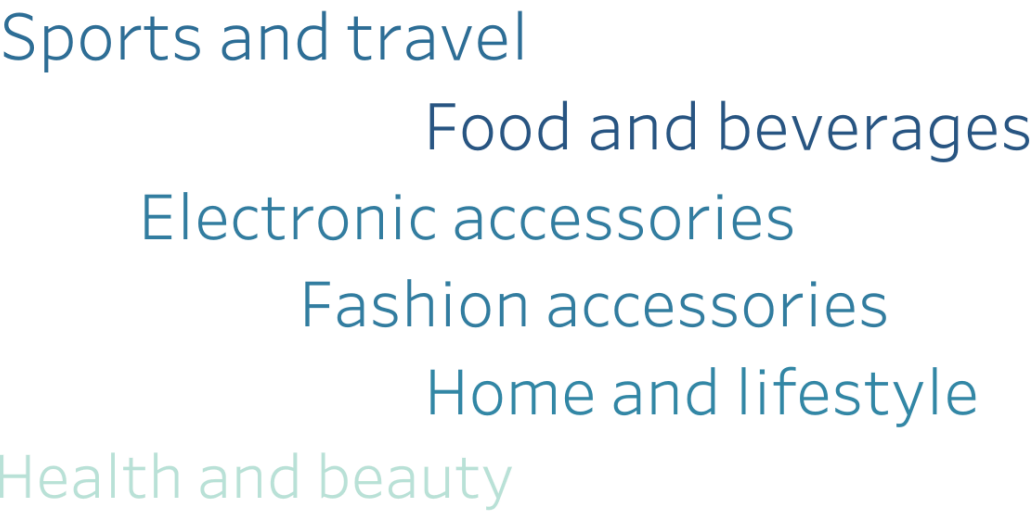 Sports and travel
Food and beverages
Electronic accessories
Fashion accessories
Home and lifestyle
Health and beauty